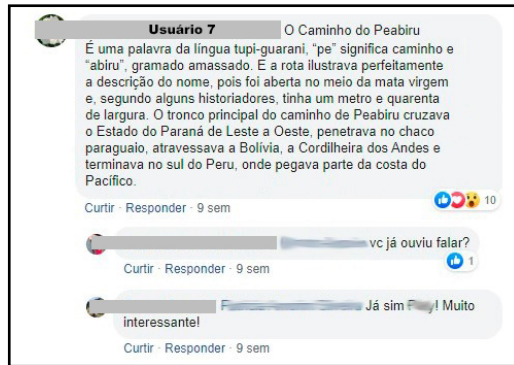 Usuário 7 O Caminho do Peabiru
É uma palavra da língua tupi-guarani, “pe” significa caminho e
“abiru”, gramado amassado. E a rota ilustrava perfeitamente
a descrição do nome, pois foi aberta no meio da mata virgem
e, segundo alguns historiadores, tinha um metro e quarenta
de largura. O tronco principal do caminho de Peabiru cruzava
o Estado do Paraná de Leste a Oeste, penetrava no chaco
paraguaio, atravessava a Bolívia, a Cordilheira dos Andes e
terminava no sul do Peru, onde pegava parte da costa do
Pacífico.
10
Curtir · Responder · 9 sem
vc já ouviu falar?
1
Curtir · Responder · 9 sem
Já sim ! Muito
interessante!
Curtir · Responder · 9 sem